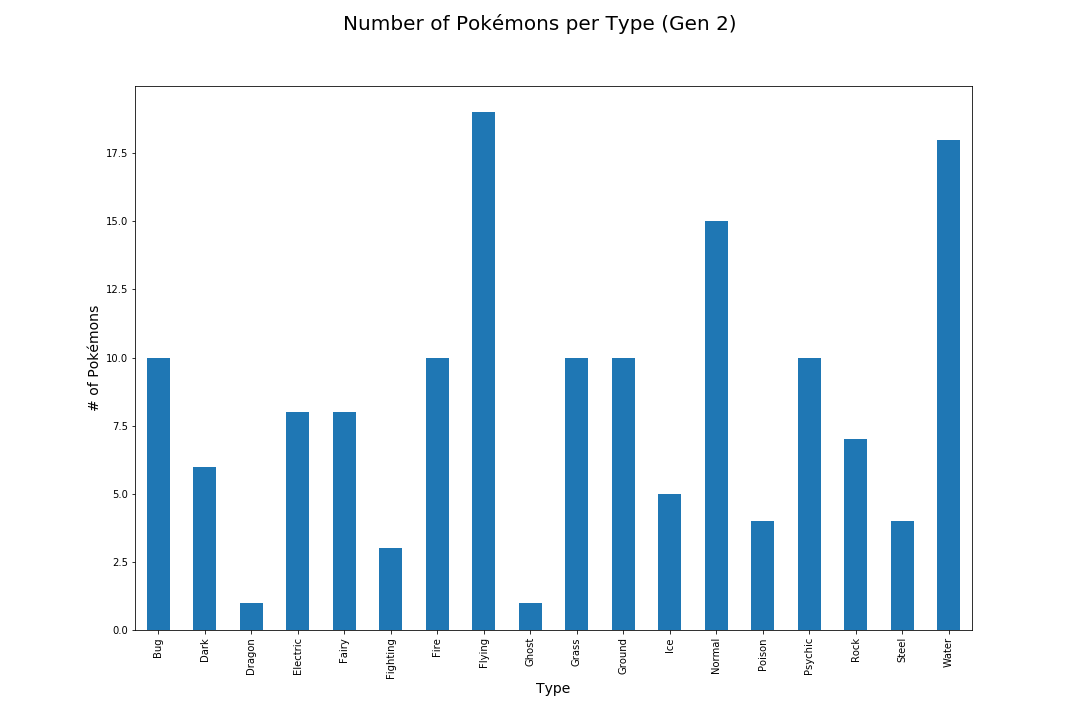 Number of Pokémons per Type (Gen 2)
# of Pokémons
17.5
15.0
12.5
10.0
7.5
5.0
2.5
0.0
Bug
Dark
Dragon
Electric
Fairy
Fighting
Fire
Flying
Ghost
Grass
Ground
Ice
Normal
Poison
Psychic
Rock
Steel
Water
Type